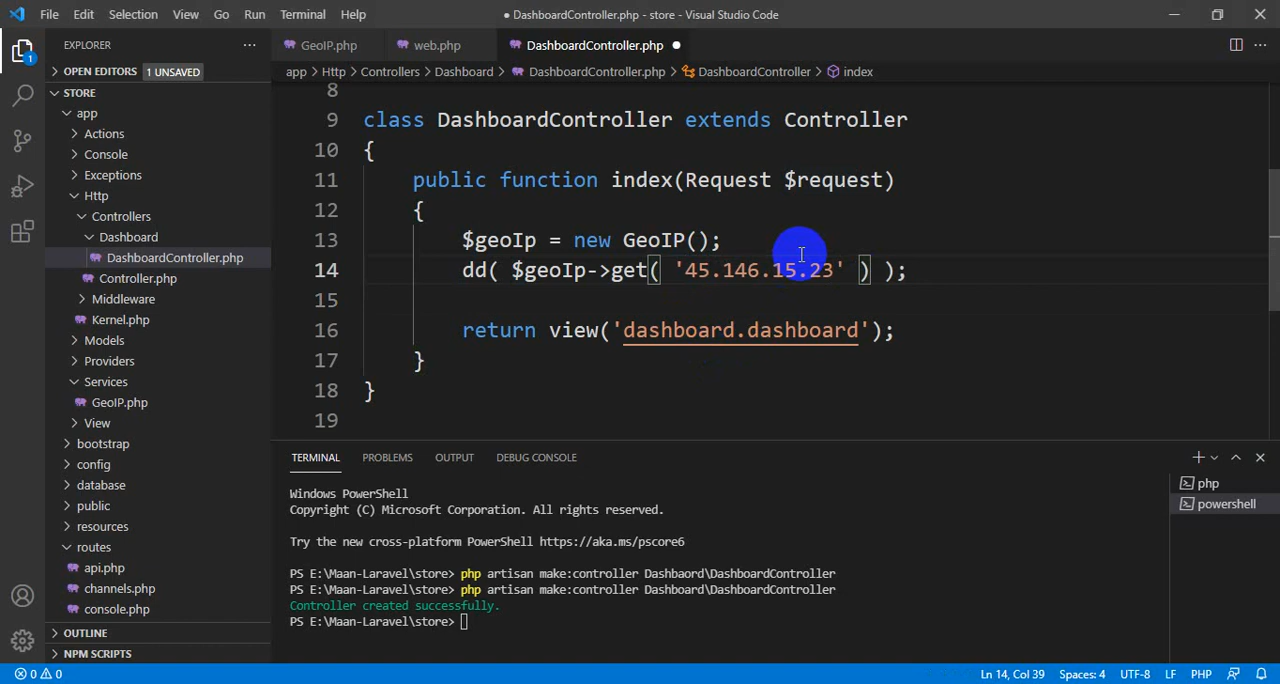 File Edit Selection View Go Run Terminal Help
● DashboardController.php - store - Visual Studio Code
EXPLORER
OPEN EDITORS 1 UNSAVED
STORE
app
Actions
Console
Exceptions
Http
Controllers
Dashboard
DashboardController.php
Controller.php
Middleware
Kernel.php
Models
Providers
Services
GeoIP.php
View
bootstrap
config
database
public
resources
routes
api.php
channels.php
console.php
OUTLINE
NPM SCRIPTS
1
GeoIP.php web.php DashboardController.php
app > Http > Controllers > Dashboard > DashboardController.php > DashboardController > index
8
9 class DashboardController extends Controller
10 {
11 public function index(Request $request)
12 {
13 $geoIp = new GeoIP();
14 dd( $geoIp->get( '45.146.15.23' ) );
15
16 return view('dashboard.dashboard');
17 }
18 }
19
TERMINAL PROBLEMS OUTPUT DEBUG CONSOLE
Windows PowerShell
Copyright (C) Microsoft Corporation. All rights reserved.
Try the new cross-platform PowerShell https://aka.ms/pscore6
PS E:\Maan-Laravel\store> php artisan make:controller Dashbaord\DashboardController
PS E:\Maan-Laravel\store> php artisan make:controller Dashboard\DashboardController
Controller created successfully.
PS E:\Maan-Laravel\store>
php
powershell
0 0
Ln 14, Col 39 Spaces: 4 UTF-8 LF PHP